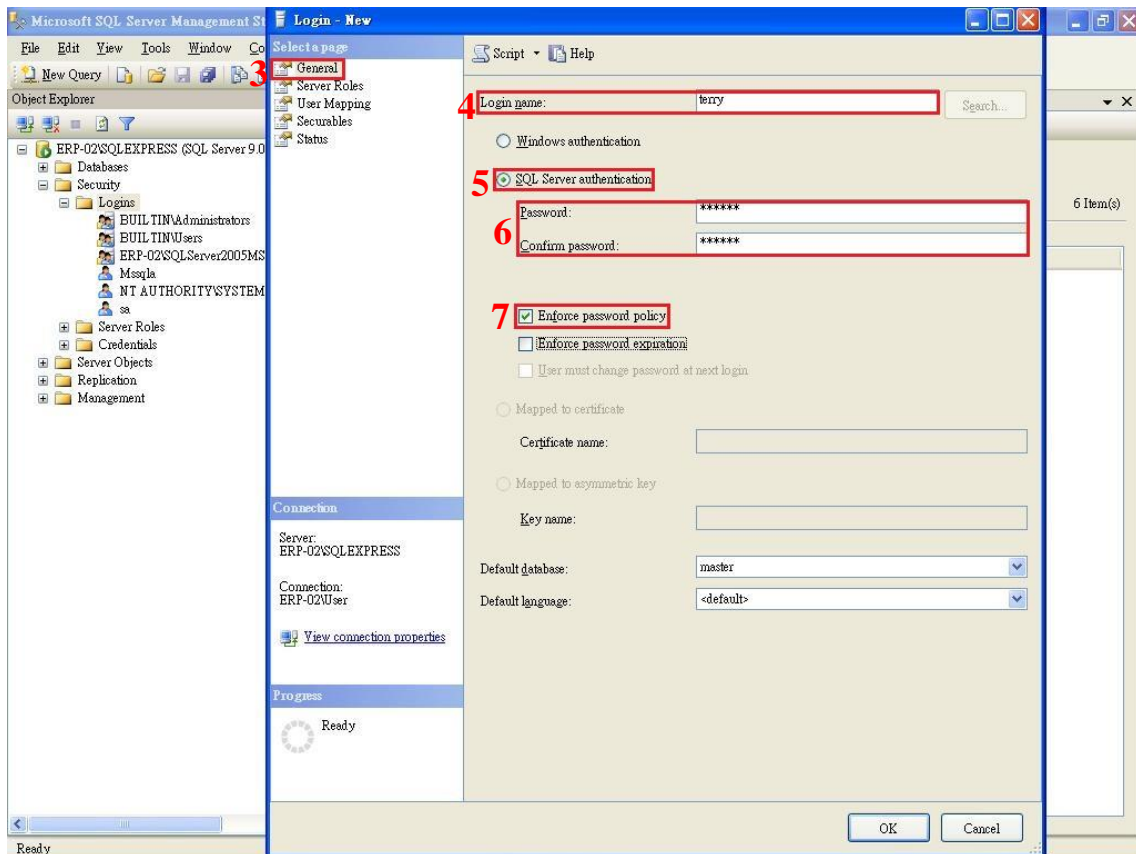 Microsoft SQL Server Management St
File Edit View Tools Window Co
New Query
Object Explorer
ERP-02\SQLEXPRESS (SQL Server 9.0
Databases
Security
Logins
BUILTIN\Administrators
BUILTIN\Users
ERP-02\SQLServer2005MS
Mssqla
NT AUTHORITY\SYSTEM
sa
Server Roles
Credentials
Server Objects
Replication
Management
Ready
Login - New
Select a page
3 General
Server Roles
User Mapping
Securables
Status
Connection
Server:
ERP-02\SQLEXPRESS
Connection:
ERP-02\User
View connection properties
Progress
Ready
Script Help
4 Login name: terry Search...
Windows authentication
5 SQL Server authentication
6
Password: ******
Confirm password: ******
7 Enforce password policy
Enforce password expiration
User must change password at next login
Mapped to certificate
Certificate name:
Mapped to asymmetric key
Key name:
Default database: master
Default language: <default>
OK Cancel
6 Item(s)